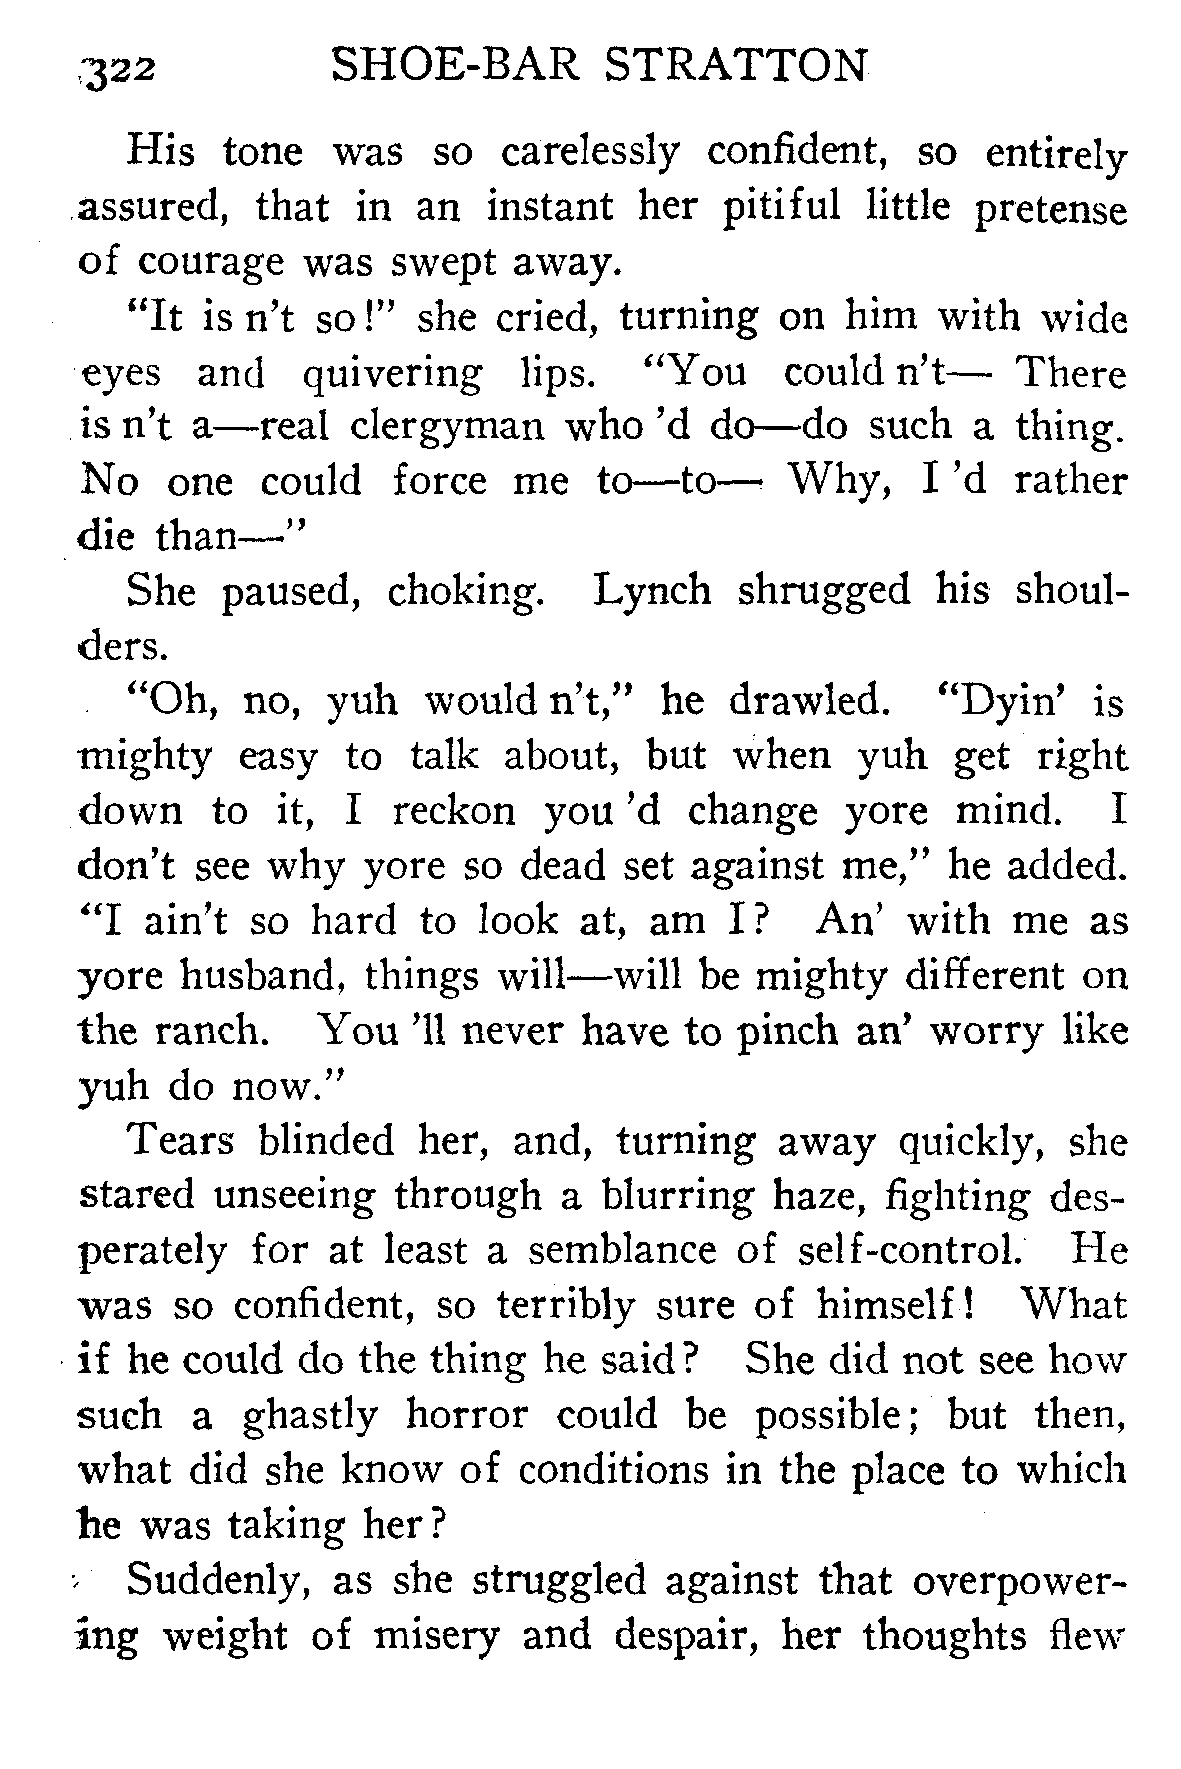 322 SHOE-BAR STRATTON
His tone was so carelessly confident, so entirely
assured, that in an instant her pitiful little pretense
of courage was swept away.
“It is n’t so!” she cried, turning on him with wide
eyes and quivering lips. “You could n’t— There
is n’t a—real clergyman who ’d do—do such a thing.
No one could force me to—to— Why, I ’d rather
die than—”
She paused, choking. Lynch shrugged his shoul-
ders.
“Oh, no, yuh would n’t,” he drawled. “Dyin’ is
mighty easy to talk about, but when yuh get right
down to it, I reckon you ’d change yore mind. I
don’t see why yore so dead set against me,” he added.
“I ain’t so hard to look at, am I? An’ with me as
yore husband, things will—will be mighty different on
the ranch. You ’ll never have to pinch an’ worry like
yuh do now.”
Tears blinded her, and, turning away quickly, she
stared unseeing through a blurring haze, fighting des-
perately for at least a semblance of self-control. He
was so confident, so terribly sure of himself! What
if he could do the thing he said? She did not see how
such a ghastly horror could be possible; but then,
what did she know of conditions in the place to which
he was taking her?
Suddenly, as she struggled against that overpower-
ing weight of misery and despair, her thoughts flew